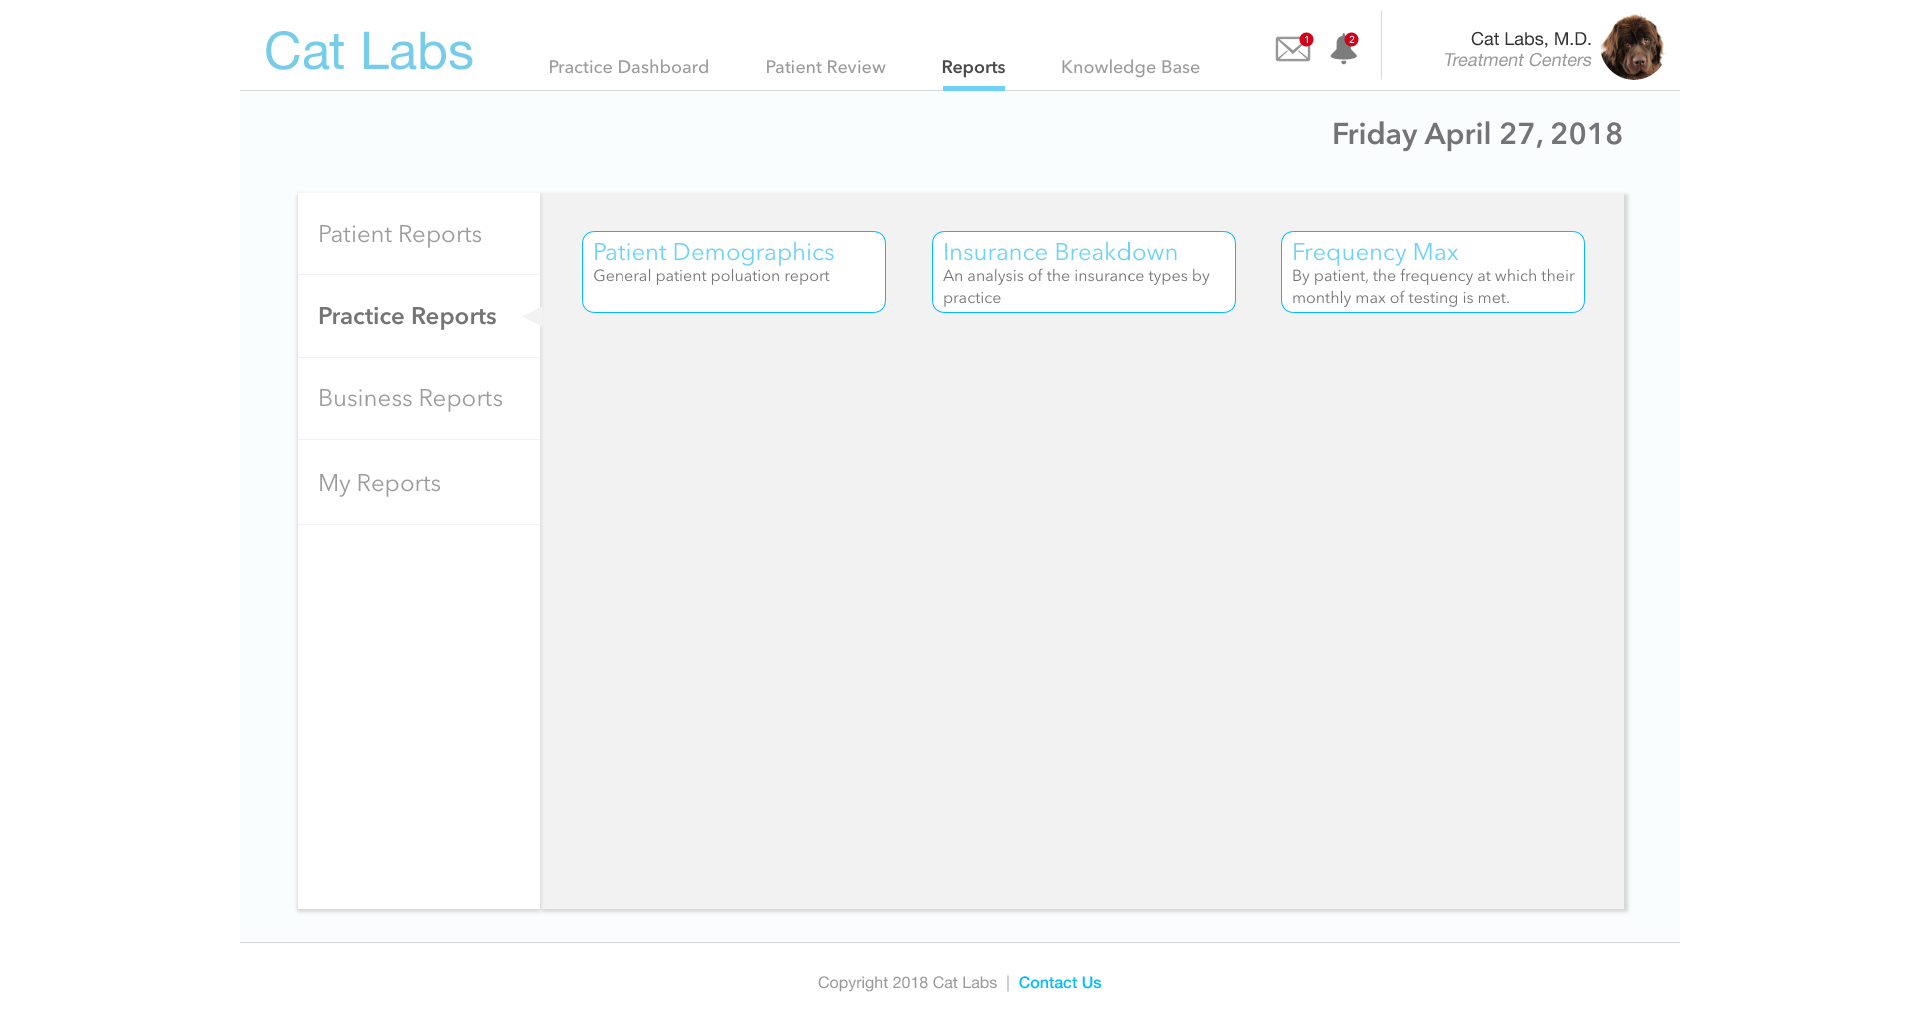 Cat Labs
Practice Dashboard
Patient Review
Reports
Knowledge Base
1
2
Cat Labs, M.D.
Treatment Centers
Friday April 27, 2018
Patient Reports
Practice Reports
Business Reports
My Reports
Patient Demographics
General patient poluation report
Insurance Breakdown
An analysis of the insurance types by
practice
Frequency Max
By patient, the frequency at which their
monthly max of testing is met.
Copyright 2018 Cat Labs | Contact Us